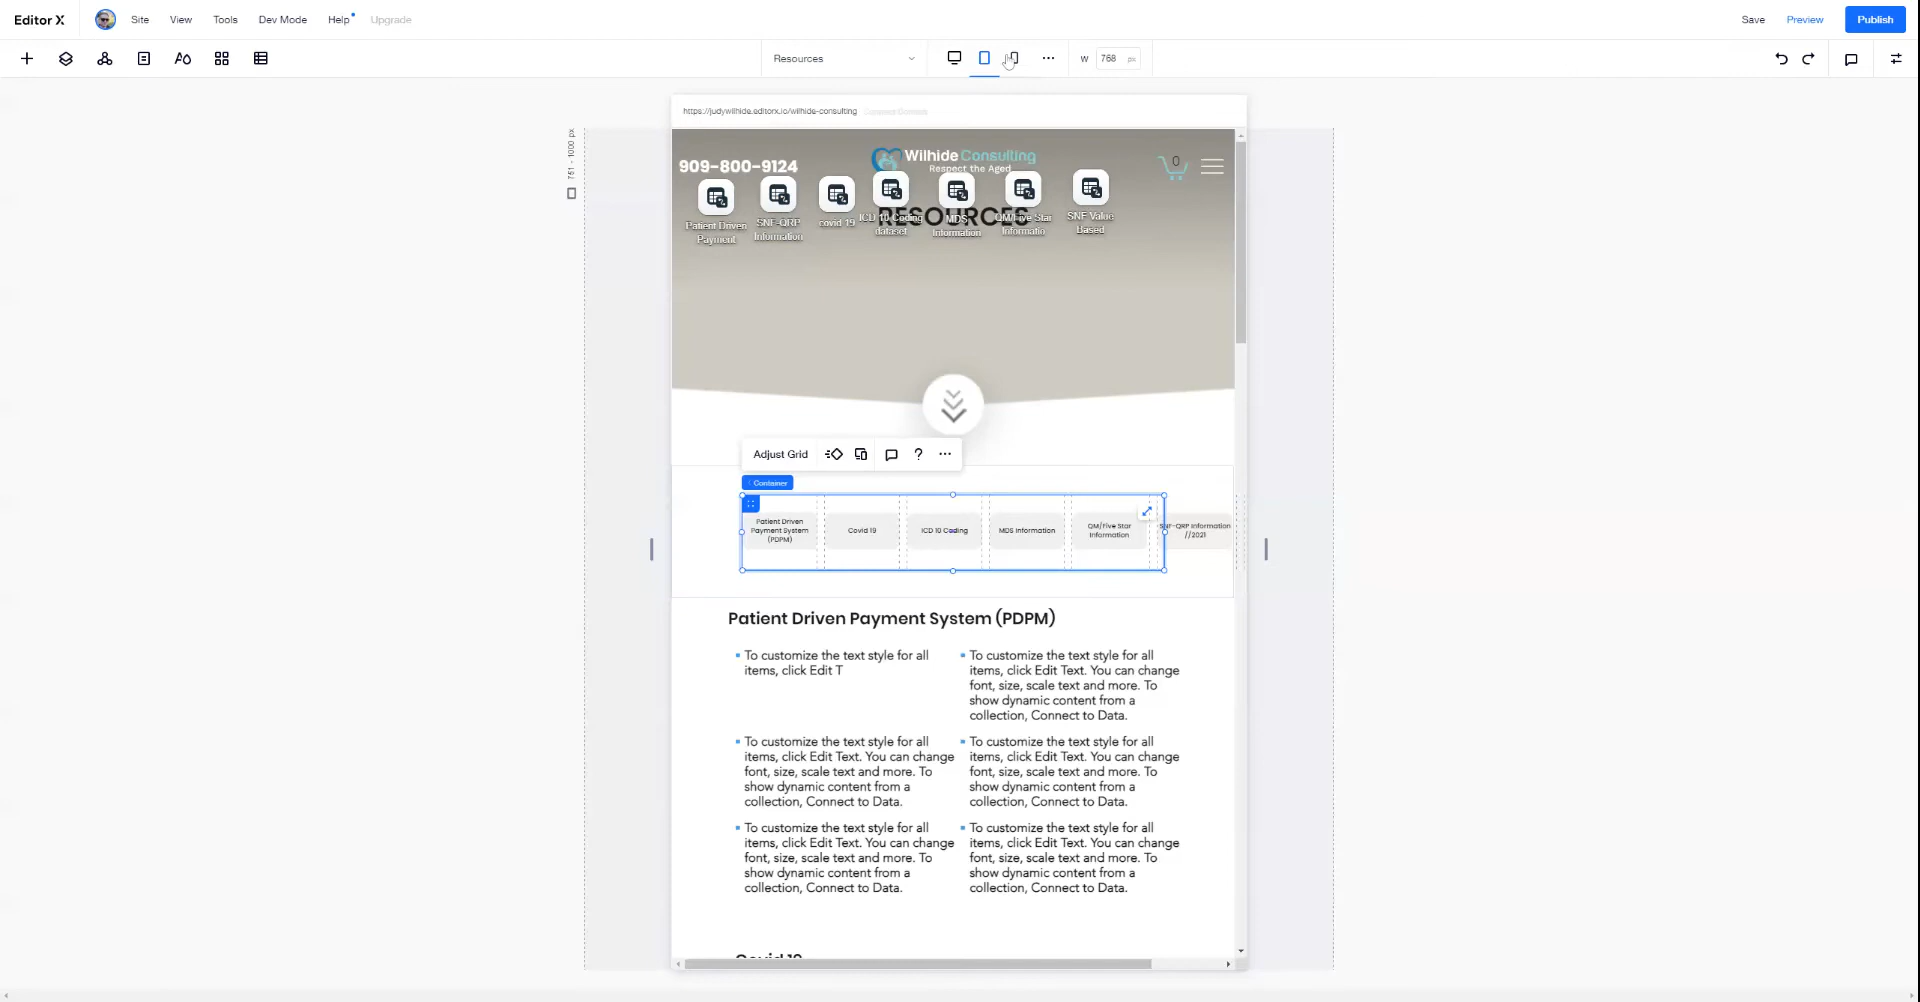 Editor X
Site
View
Tools
Dev Mode
Help
Upgrade
Save
Preview
Publish
Resources
W
768
px
https://judywilhide.editorx.io/wilhide-consulting
751 - 1000 px
909-800-9124
Wilhide Consulting
Respect the Aged
0
RESOURCES
Patient Driven
Payment
SNF-QRP
Information
covid 19
ICD 10 Coding
dataset
MDS
Information
QM/Five Star
Informatio
SNF Value
Based
Adjust Grid
?
Container
Patient Driven
Payment System
(PDPM)
Covid 19
ICD 10 Coding
MDS Information
QM/Five Star
Information
SNF-QRP Information
//2021
Patient Driven Payment System (PDPM)
To customize the text style for all
items, click Edit T
To customize the text style for all
items, click Edit Text. You can change
font, size, scale text and more. To
show dynamic content from a
collection, Connect to Data.
To customize the text style for all
items, click Edit Text. You can change
font, size, scale text and more. To
show dynamic content from a
collection, Connect to Data.
To customize the text style for all
items, click Edit Text. You can change
font, size, scale text and more. To
show dynamic content from a
collection, Connect to Data.
To customize the text style for all
items, click Edit Text. You can change
font, size, scale text and more. To
show dynamic content from a
collection, Connect to Data.
To customize the text style for all
items, click Edit Text. You can change
font, size, scale text and more. To
show dynamic content from a
collection, Connect to Data.
Covid 19